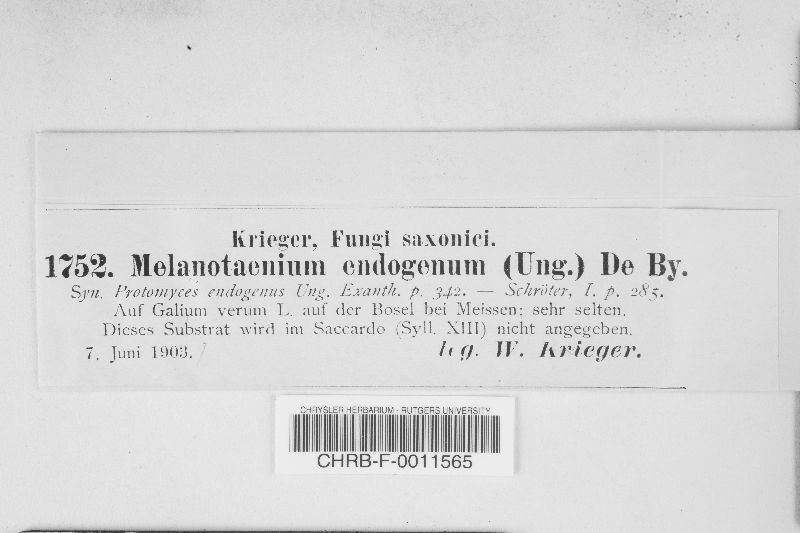 Krieger, Fungi saxonici.
1752. Melanotaenium endogenum (Ung.) De By.
Syn. Protomyces endogenus Ung. Exanth. p. 342. — Schröter, I. p. 285.
Auf Galium verum L. auf der Bosel bei Meissen; sehr selten.
Dieses Substrat wird im Saccardo (Syll. XIII) nicht angegeben.
7. Juni 1903. leg. W. Krieger.
CHRYSLER HERBARIUM - RUTGERS UNIVERSITY
CHRB-F-0011565